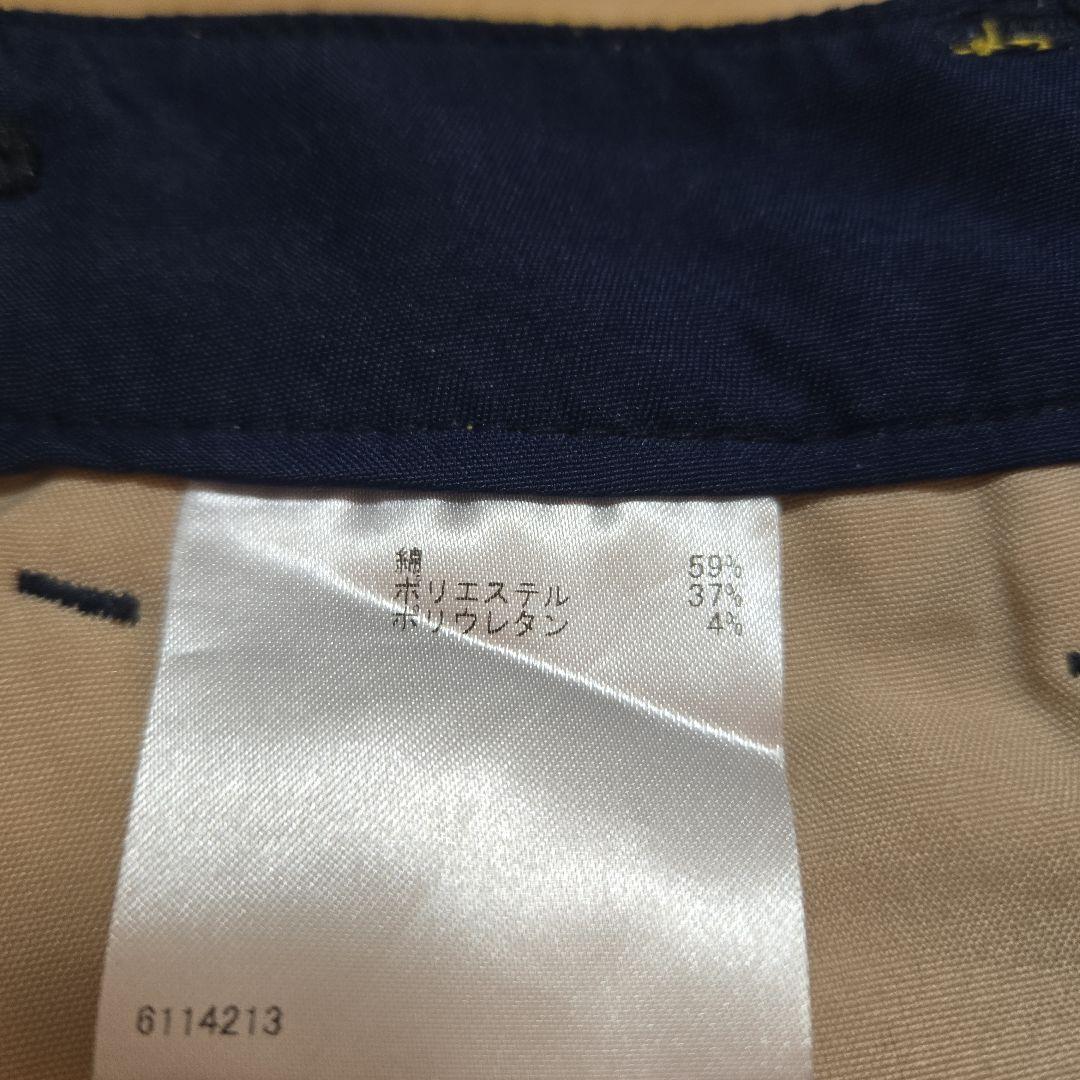 綿 59%
ポリエステル 37%
ポリウレタン 4%
6114213